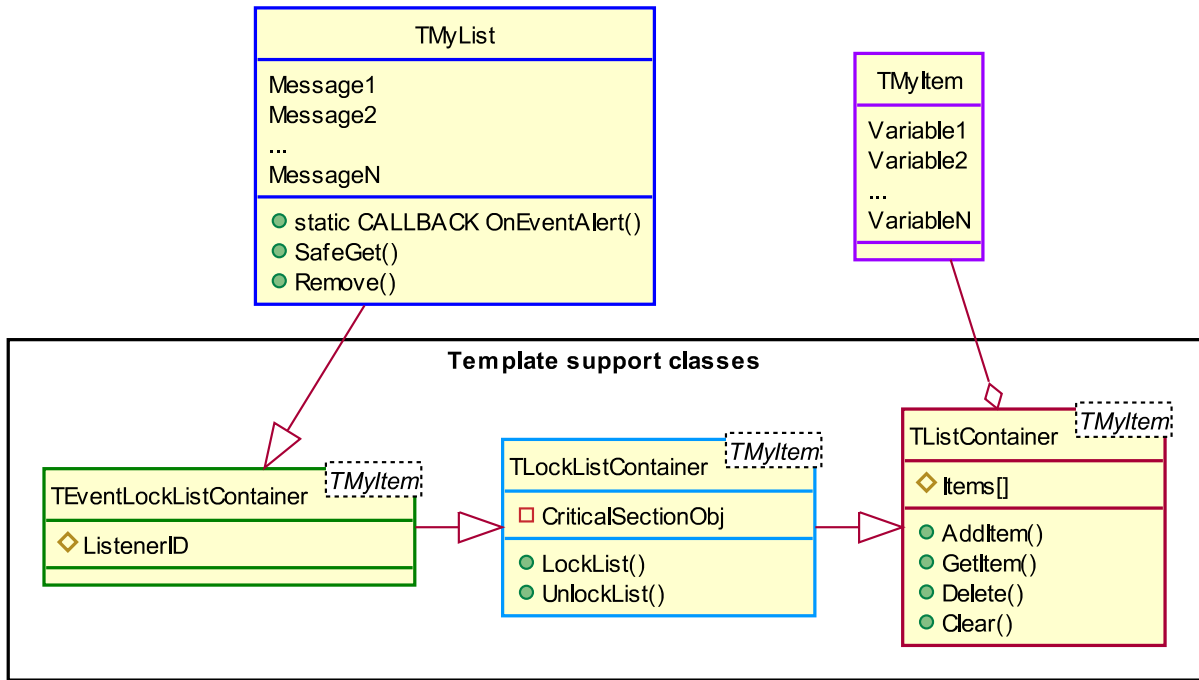 TMyList
Message1
Message2
...
MessageN
static CALLBACK OnEventAlert()
SafeGet()
Remove()
TMyItem
Variable1
Variable2
...
VariableN
Template support classes
TEventLockListContainer
TMyItem
ListenerID
TLockListContainer
TMyItem
CriticalSectionObj
LockList()
UnlockList()
TListContainer
TMyItem
Items[]
AddItem()
GetItem()
Delete()
Clear()